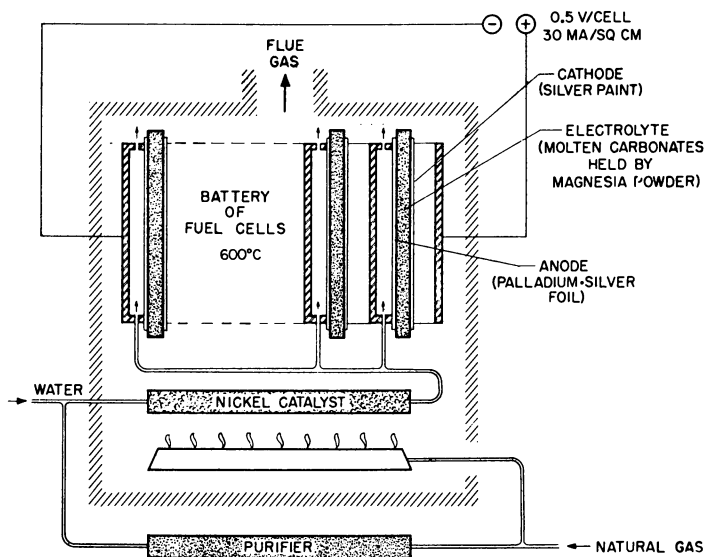 − + 0.5 V/CELL
30 MA/SQ CM
FLUE
GAS
CATHODE
(SILVER PAINT)
ELECTROLYTE
(MOLTEN CARBONATES
HELD BY
MAGNESIA POWDER)
BATTERY
OF
FUEL CELLS
600°C
ANODE
(PALLADIUM-SILVER
FOIL)
WATER
NICKEL CATALYST
PURIFIER
NATURAL GAS